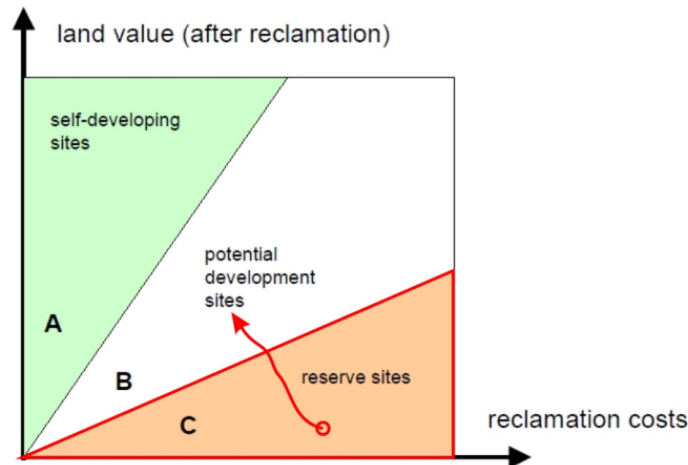 land value (after reclamation)
self-developing
sites
potential
development
sites
A
B
reserve sites
C
reclamation costs